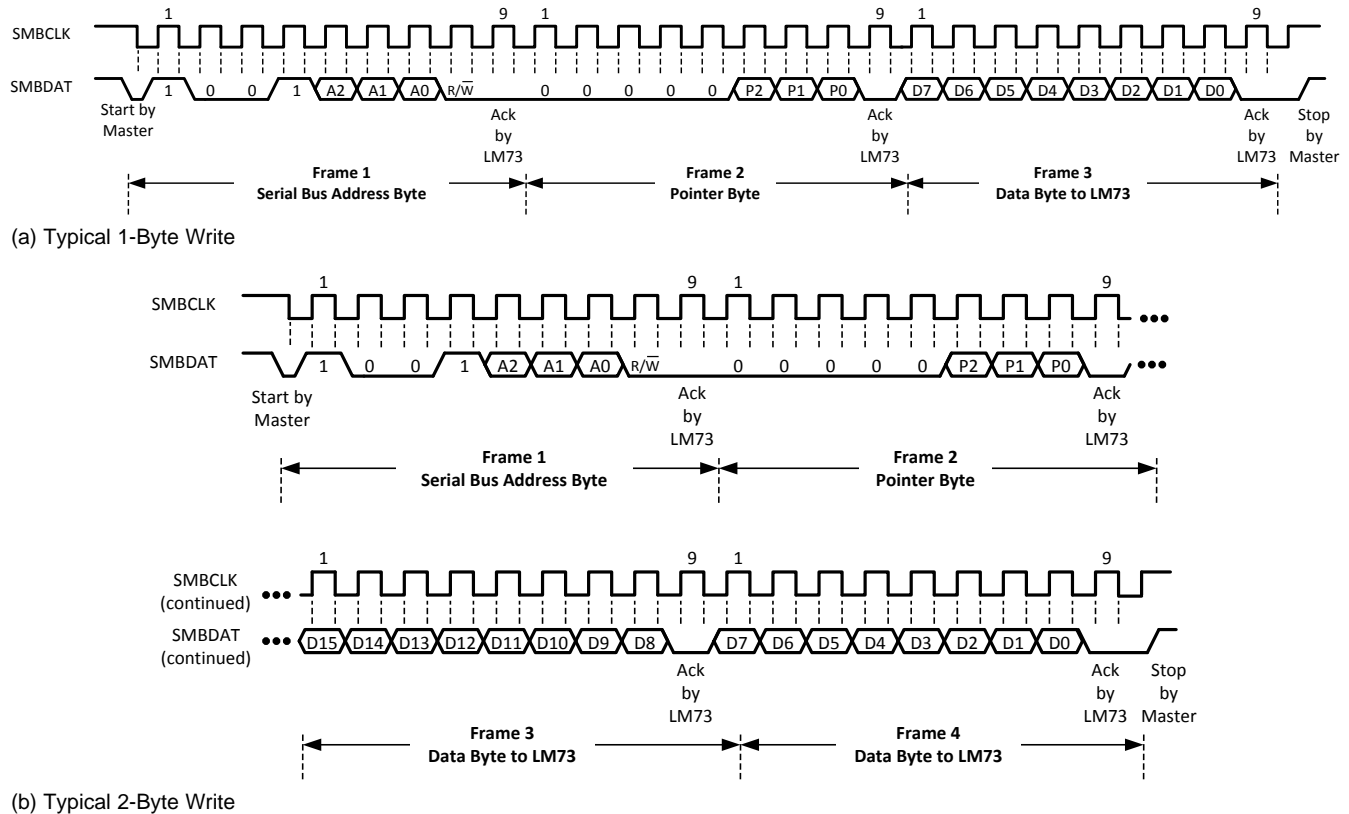 1 9 1 9 1 9
SMBCLK
SMBDAT
1 0 0 1 A2 A1 A0 R/W̅ 0 0 0 0 0 P2 P1 P0 D7 D6 D5 D4 D3 D2 D1 D0
Start by Master
Ack by LM73
Ack by LM73
Ack by LM73
Stop by Master
Frame 1
Serial Bus Address Byte
Frame 2
Pointer Byte
Frame 3
Data Byte to LM73
(a) Typical 1-Byte Write
1 9 1 9
SMBCLK
SMBDAT
1 0 0 1 A2 A1 A0 R/W̅ 0 0 0 0 0 P2 P1 P0
Start by Master
Ack by LM73
Ack by LM73
Frame 1
Serial Bus Address Byte
Frame 2
Pointer Byte
1 9 1 9
SMBCLK
(continued)
SMBDAT
(continued)
D15 D14 D13 D12 D11 D10 D9 D8 D7 D6 D5 D4 D3 D2 D1 D0
Ack by LM73
Ack by LM73
Stop by Master
Frame 3
Data Byte to LM73
Frame 4
Data Byte to LM73
(b) Typical 2-Byte Write